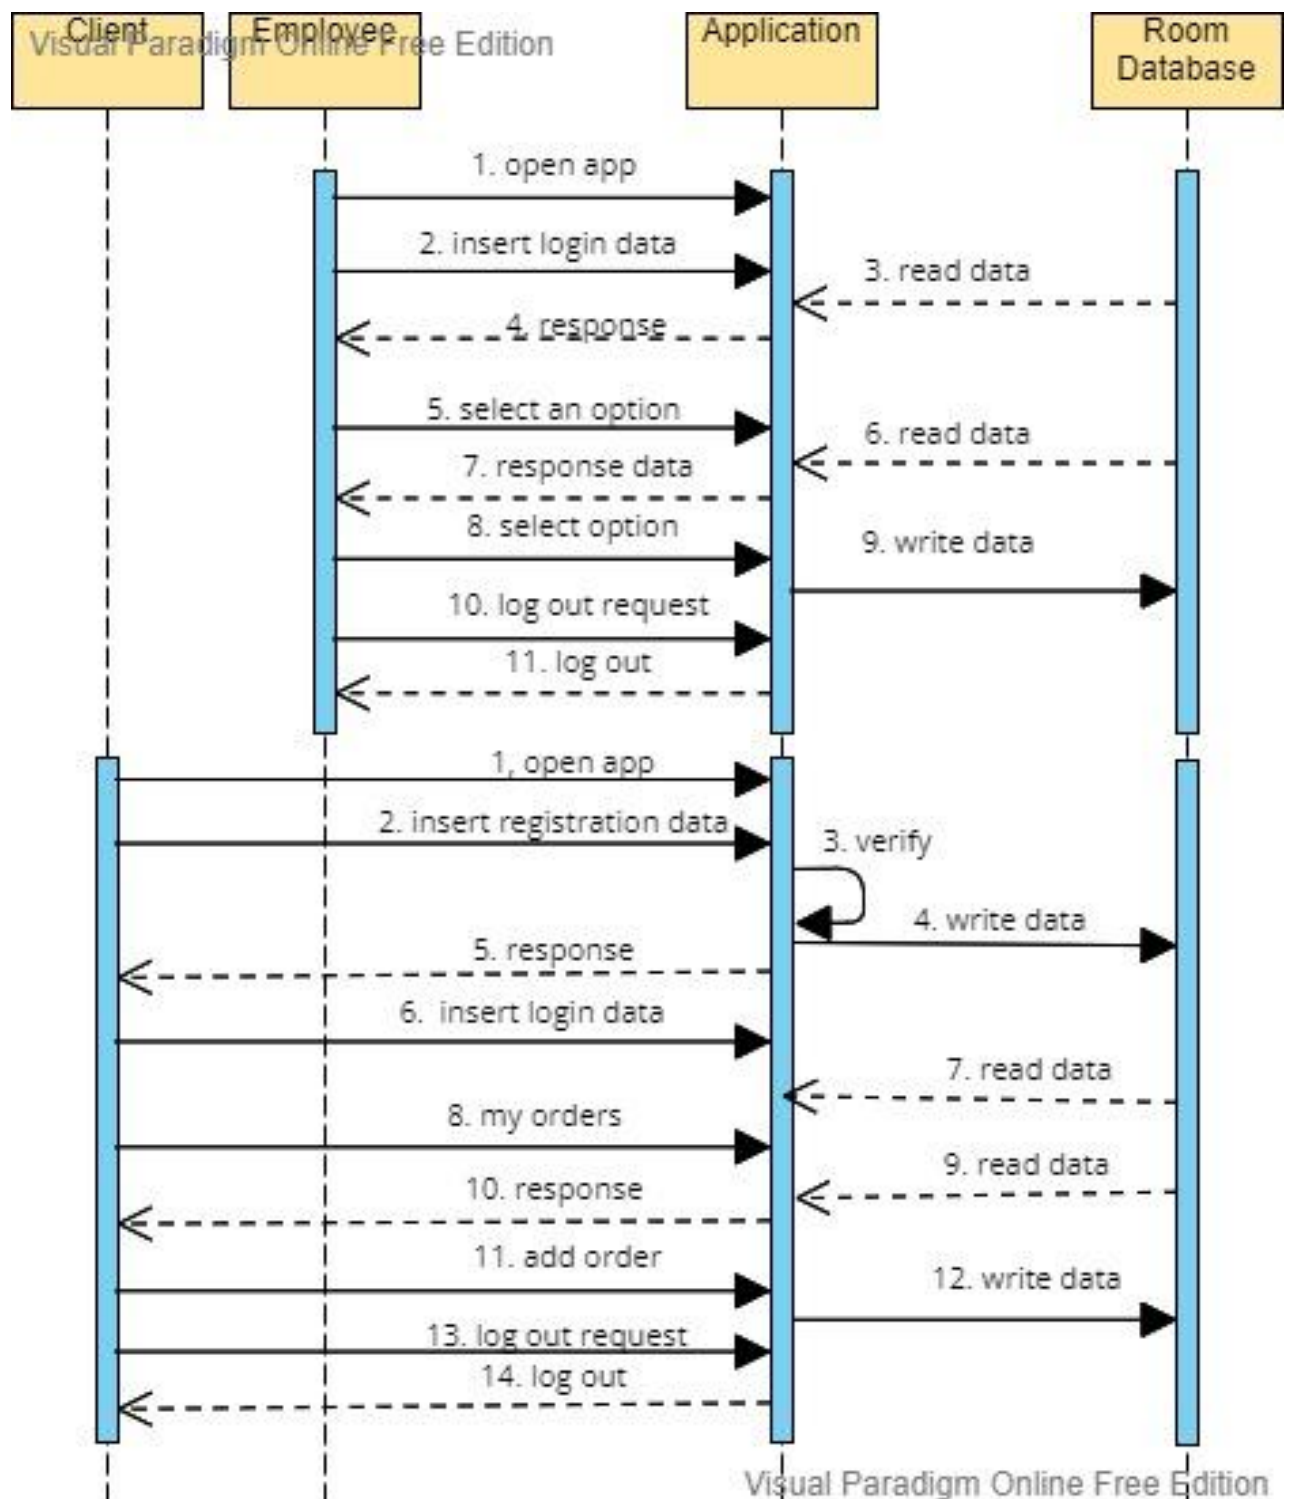 Client
Employee
Application
Room
Database
Visual Paradigm Online Free Edition
1. open app
2. insert login data
3. read data
4. response
5. select an option
6. read data
7. response data
8. select option
9. write data
10. log out request
11. log out
1, open app
2. insert registration data
3. verify
4. write data
5. response
6. insert login data
7. read data
8. my orders
9. read data
10. response
11. add order
12. write data
13. log out request
14. log out
Visual Paradigm Online Free Edition